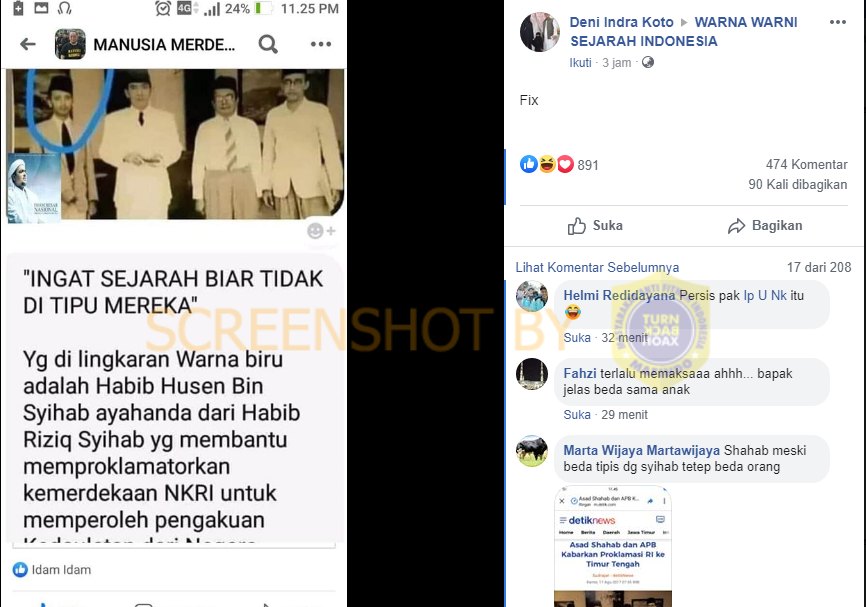 4G 24% 11.25 PM
MANUSIA MERDE...
"INGAT SEJARAH BIAR TIDAK
DI TIPU MEREKA"
Yg di lingkaran Warna biru
adalah Habib Husen Bin
Syihab ayahanda dari Habib
Riziq Syihab yg membantu
memproklamatorkan
kemerdekaan NKRI untuk
memperoleh pengakuan
Kedaulatan dari Negara
Idam Idam
SCREENSHOT BY
TURN
BACK
HOAX
Deni Indra Koto ▸ WARNA WARNI
SEJARAH INDONESIA
Ikuti · 3 jam ·
Fix
891
474 Komentar
90 Kali dibagikan
Suka
Bagikan
Lihat Komentar Sebelumnya
17 dari 208
Helmi Redidayana Persis pak Ip U Nk itu
Suka · 32 menit
Fahzi terlalu memaksaaa ahhh... bapak
jelas beda sama anak
Suka · 29 menit
Marta Wijaya Martawijaya Shahab meski
beda tipis dg syihab tetep beda orang
Asad Shahab dan APB K...
detiknews
Home Berita Daerah Jawa Timur
Asad Shahab dan APB
Kabarkan Proklamasi RI ke
Timur Tengah